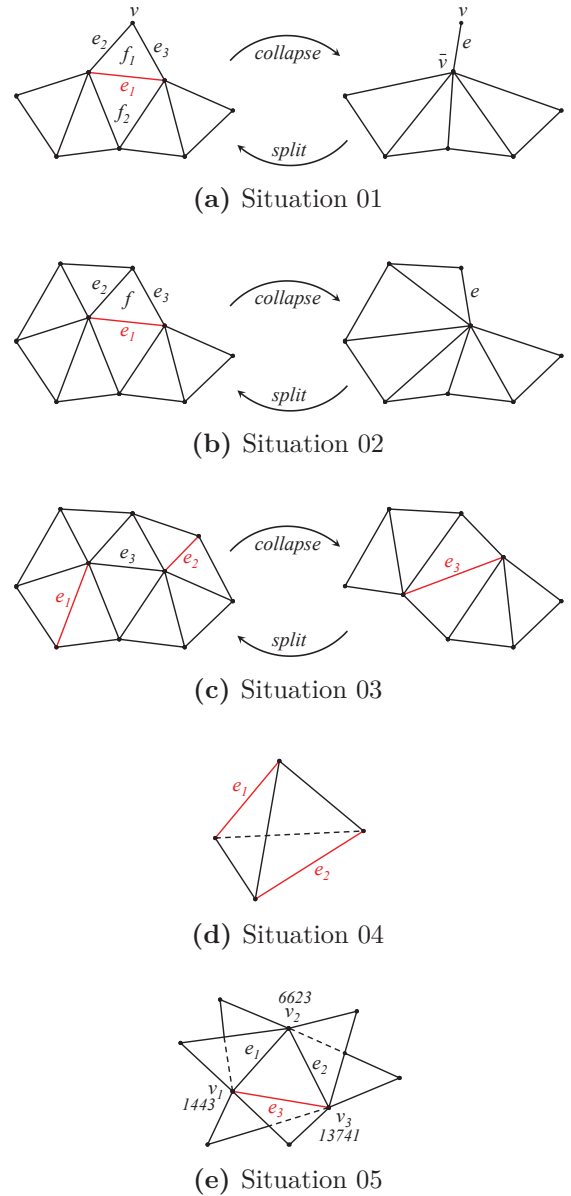 v
e2 f1 e3
e1
f2
collapse
split
v
e
v̄
(a) Situation 01
e2 f e3
e1
collapse
split
e
(b) Situation 02
e3
e1
e2
collapse
split
e3
(c) Situation 03
e1
e2
(d) Situation 04
6623
v2
e1
e2
v1
1443
e3
v3
13741
(e) Situation 05